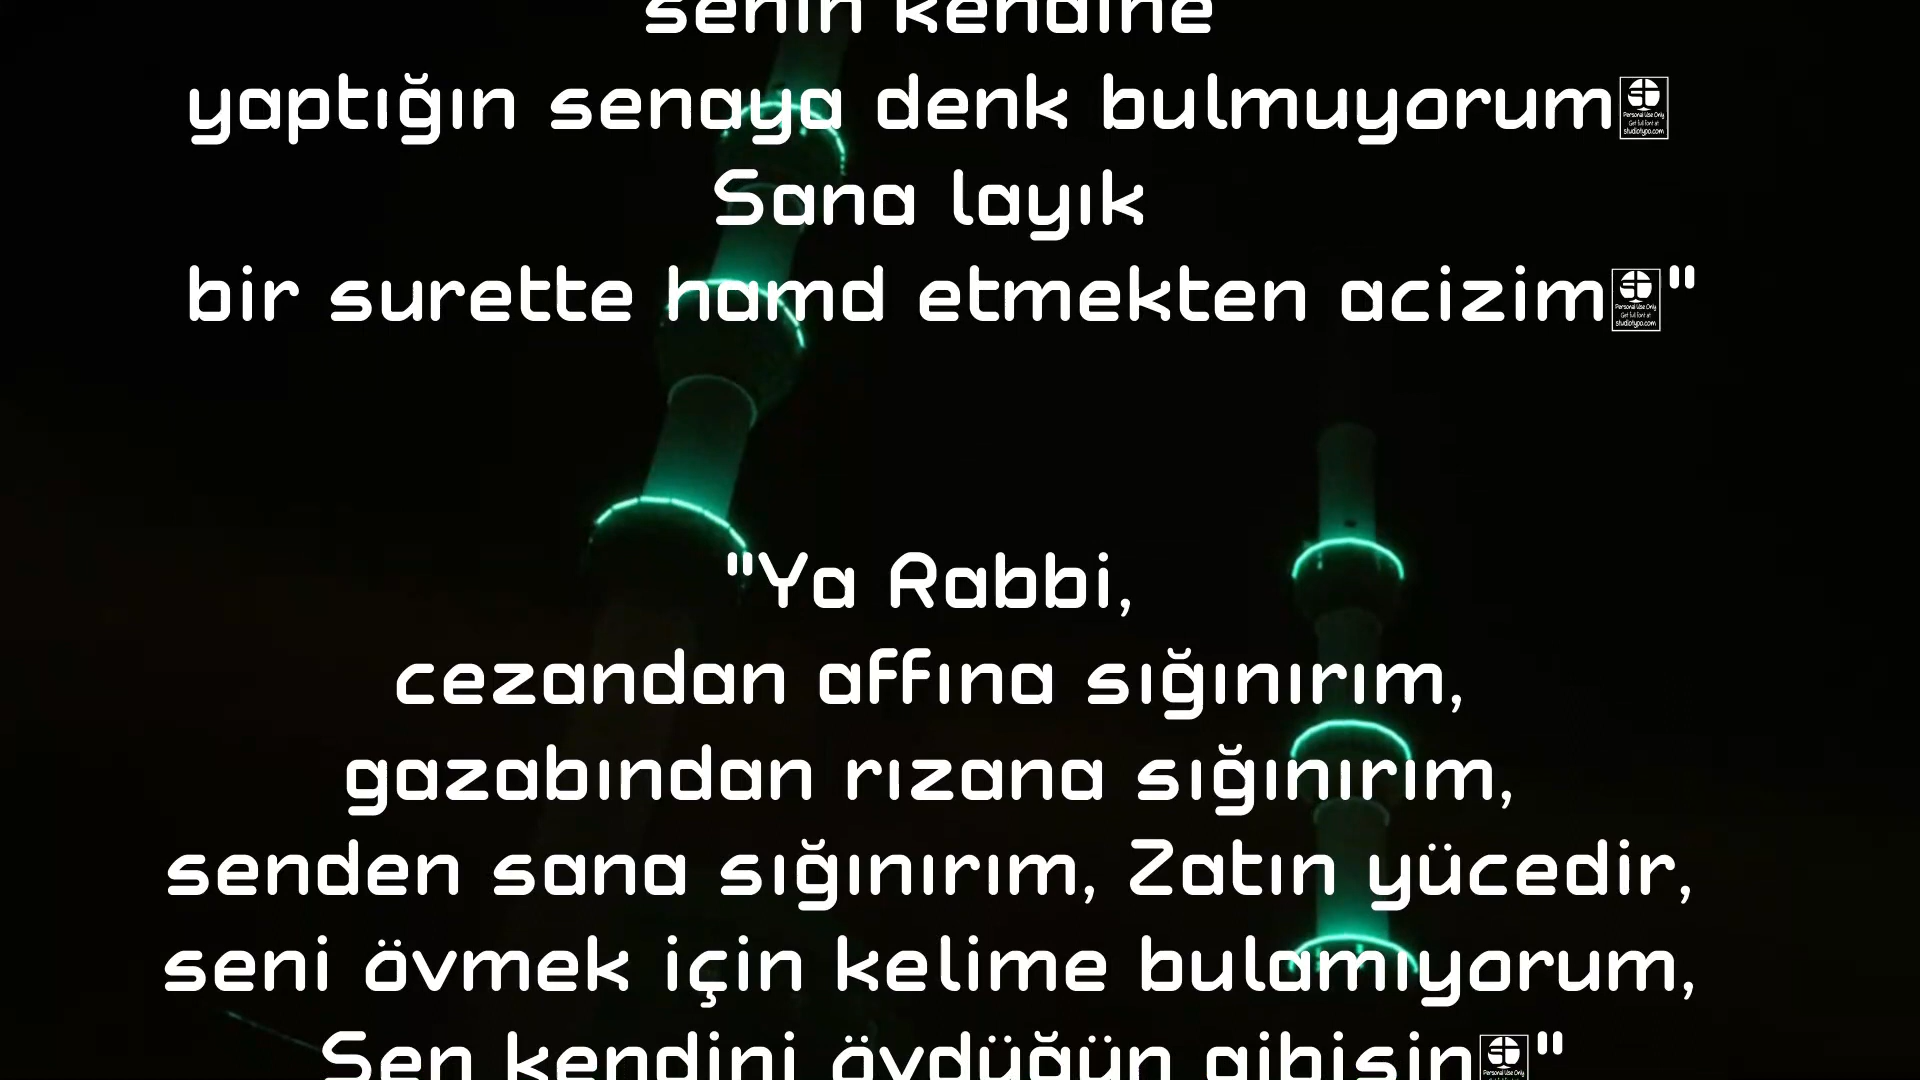 senin kendine
yaptığın senaya denk bulmuyorum
Sana layık
bir surette hamd etmekten acizim"
"Ya Rabbi,
cezandan affına sığınırım,
gazabından rızana sığınırım,
senden sana sığınırım, Zatın yücedir,
seni övmek için kelime bulamıyorum,
Sen kendini övdüğün gibisin"